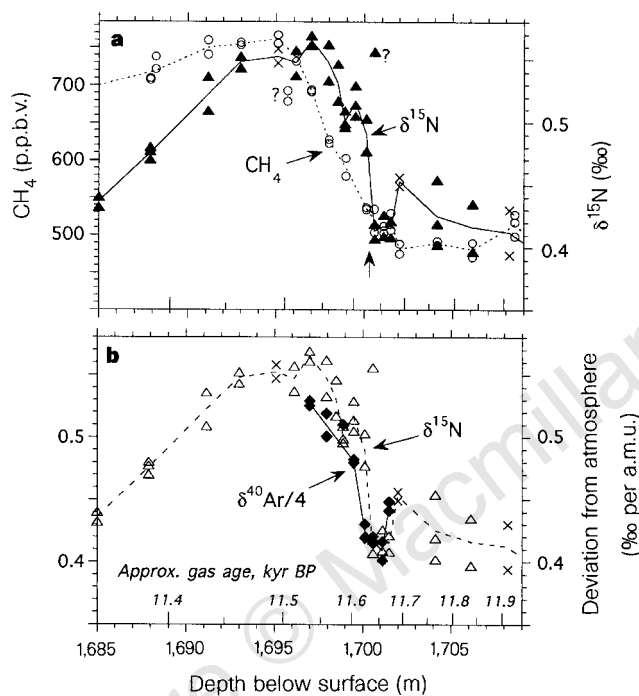 a
CH₄ (p.p.b.v.)
700
600
500
?
?
δ¹⁵N
CH₄
0.5
0.4
δ¹⁵N (‰)
b
0.5
0.4
δ¹⁵N
δ⁴⁰Ar/4
0.5
0.4
Deviation from atmosphere
(‰ per a.m.u.)
Approx. gas age, kyr BP
11.4 11.5 11.6 11.7 11.8 11.9
1,685 1,690 1,695 1,700 1,705
Depth below surface (m)
© Macmillan